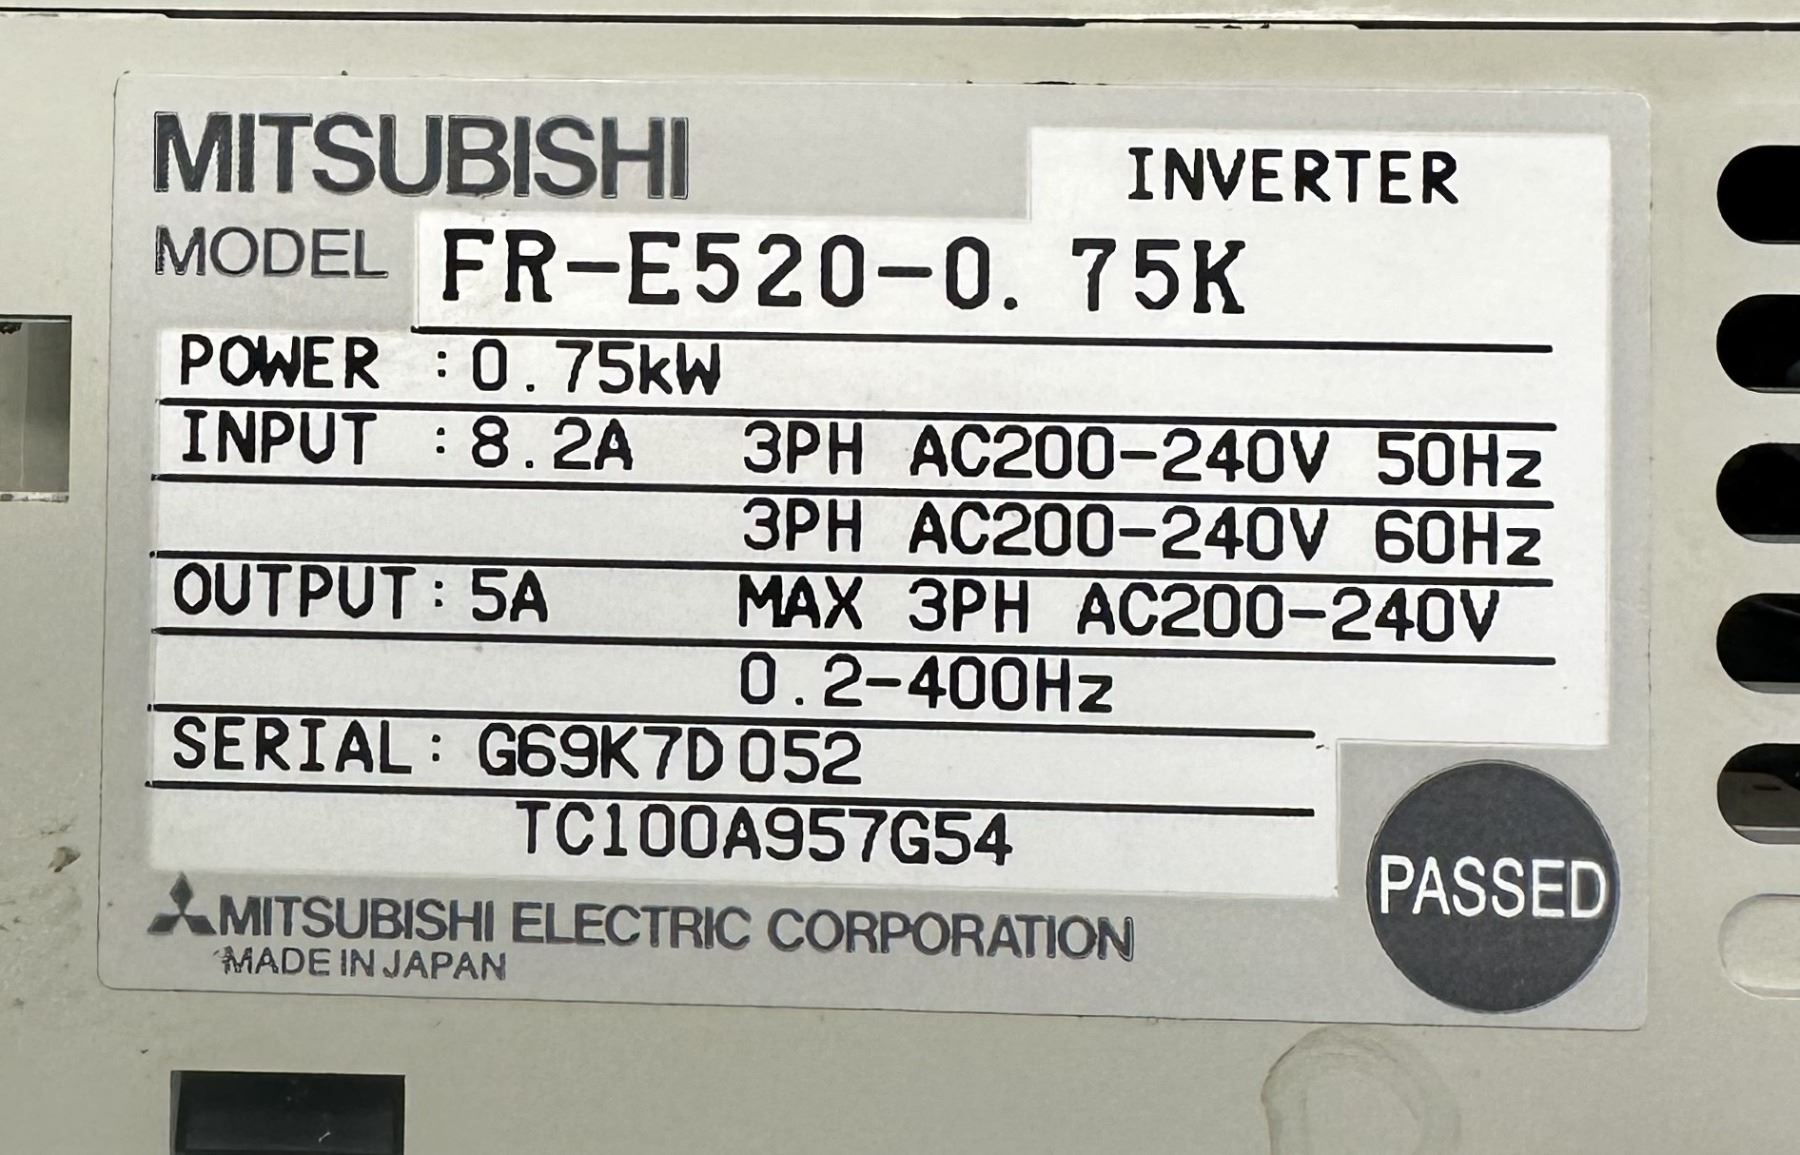 MITSUBISHI
INVERTER
MODEL FR-E520-0.75K
POWER : 0.75kW
INPUT : 8.2A 3PH AC200-240V 50Hz
3PH AC200-240V 60Hz
OUTPUT: 5A MAX 3PH AC200-240V
0.2-400Hz
SERIAL: G69K7D052
TC100A957G54
PASSED
MITSUBISHI ELECTRIC CORPORATION
MADE IN JAPAN